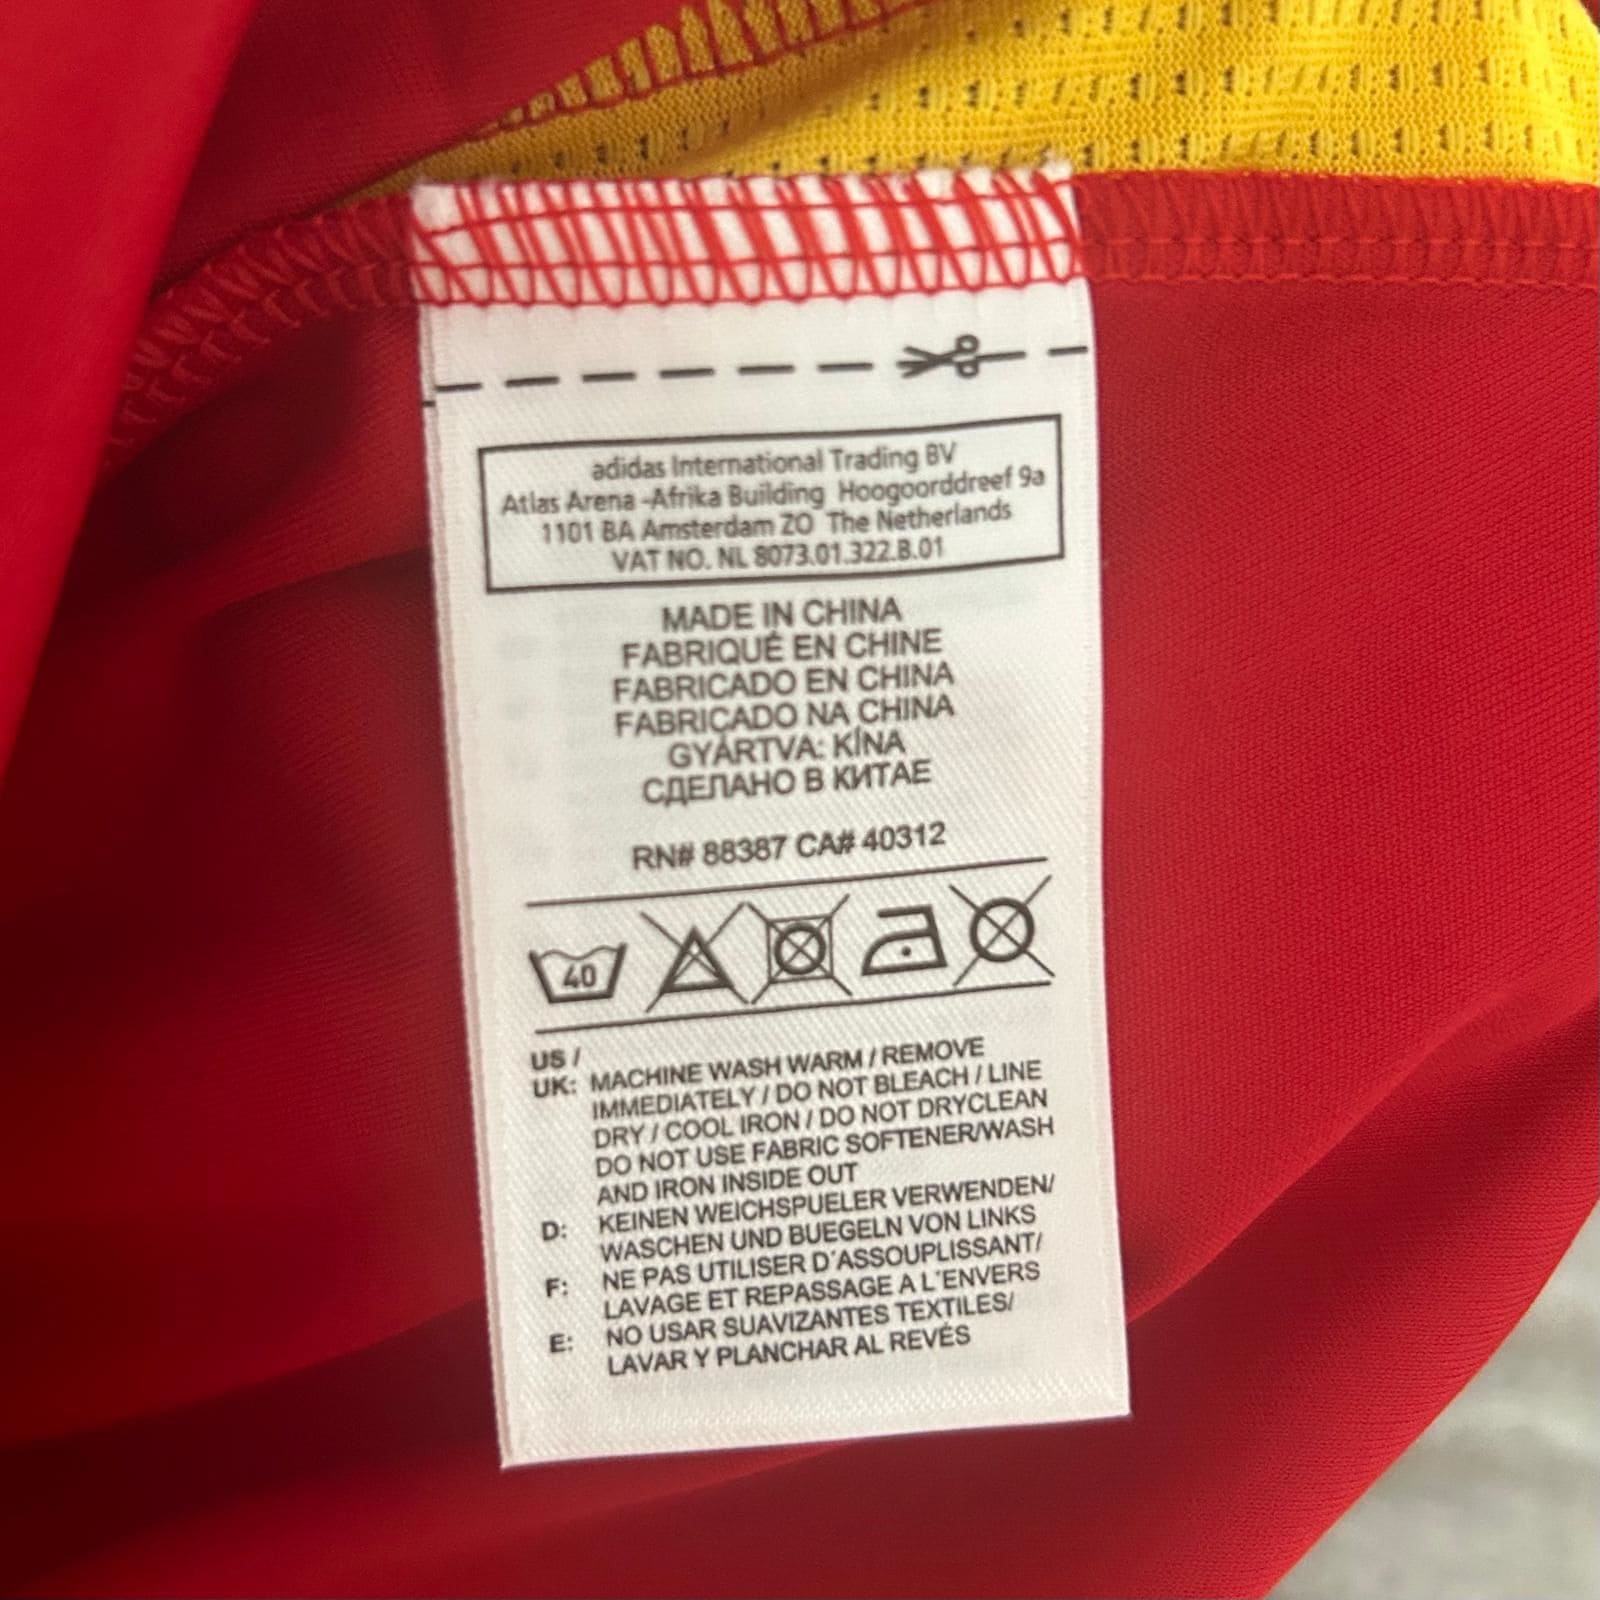 adidas International Trading BV
Atlas Arena -Afrika Building Hoogoorddreef 9a
1101 BA Amsterdam ZO The Netherlands
VAT NO. NL 8073.01.322.B.01
MADE IN CHINA
FABRIQUÉ EN CHINE
FABRICADO EN CHINA
FABRICADO NA CHINA
GYÁRTVA: KÍNA
СДЕЛАНО В КИТАЕ
RN# 88387 CA# 40312
40
US /
UK: MACHINE WASH WARM / REMOVE
IMMEDIATELY / DO NOT BLEACH / LINE
DRY / COOL IRON / DO NOT DRYCLEAN
DO NOT USE FABRIC SOFTENER/WASH
AND IRON INSIDE OUT
D: KEINEN WEICHSPUELER VERWENDEN/
WASCHEN UND BUEGELN VON LINKS
F: NE PAS UTILISER D'ASSOUPLISSANT/
LAVAGE ET REPASSAGE A L'ENVERS
E: NO USAR SUAVIZANTES TEXTILES/
LAVAR Y PLANCHAR AL REVÉS